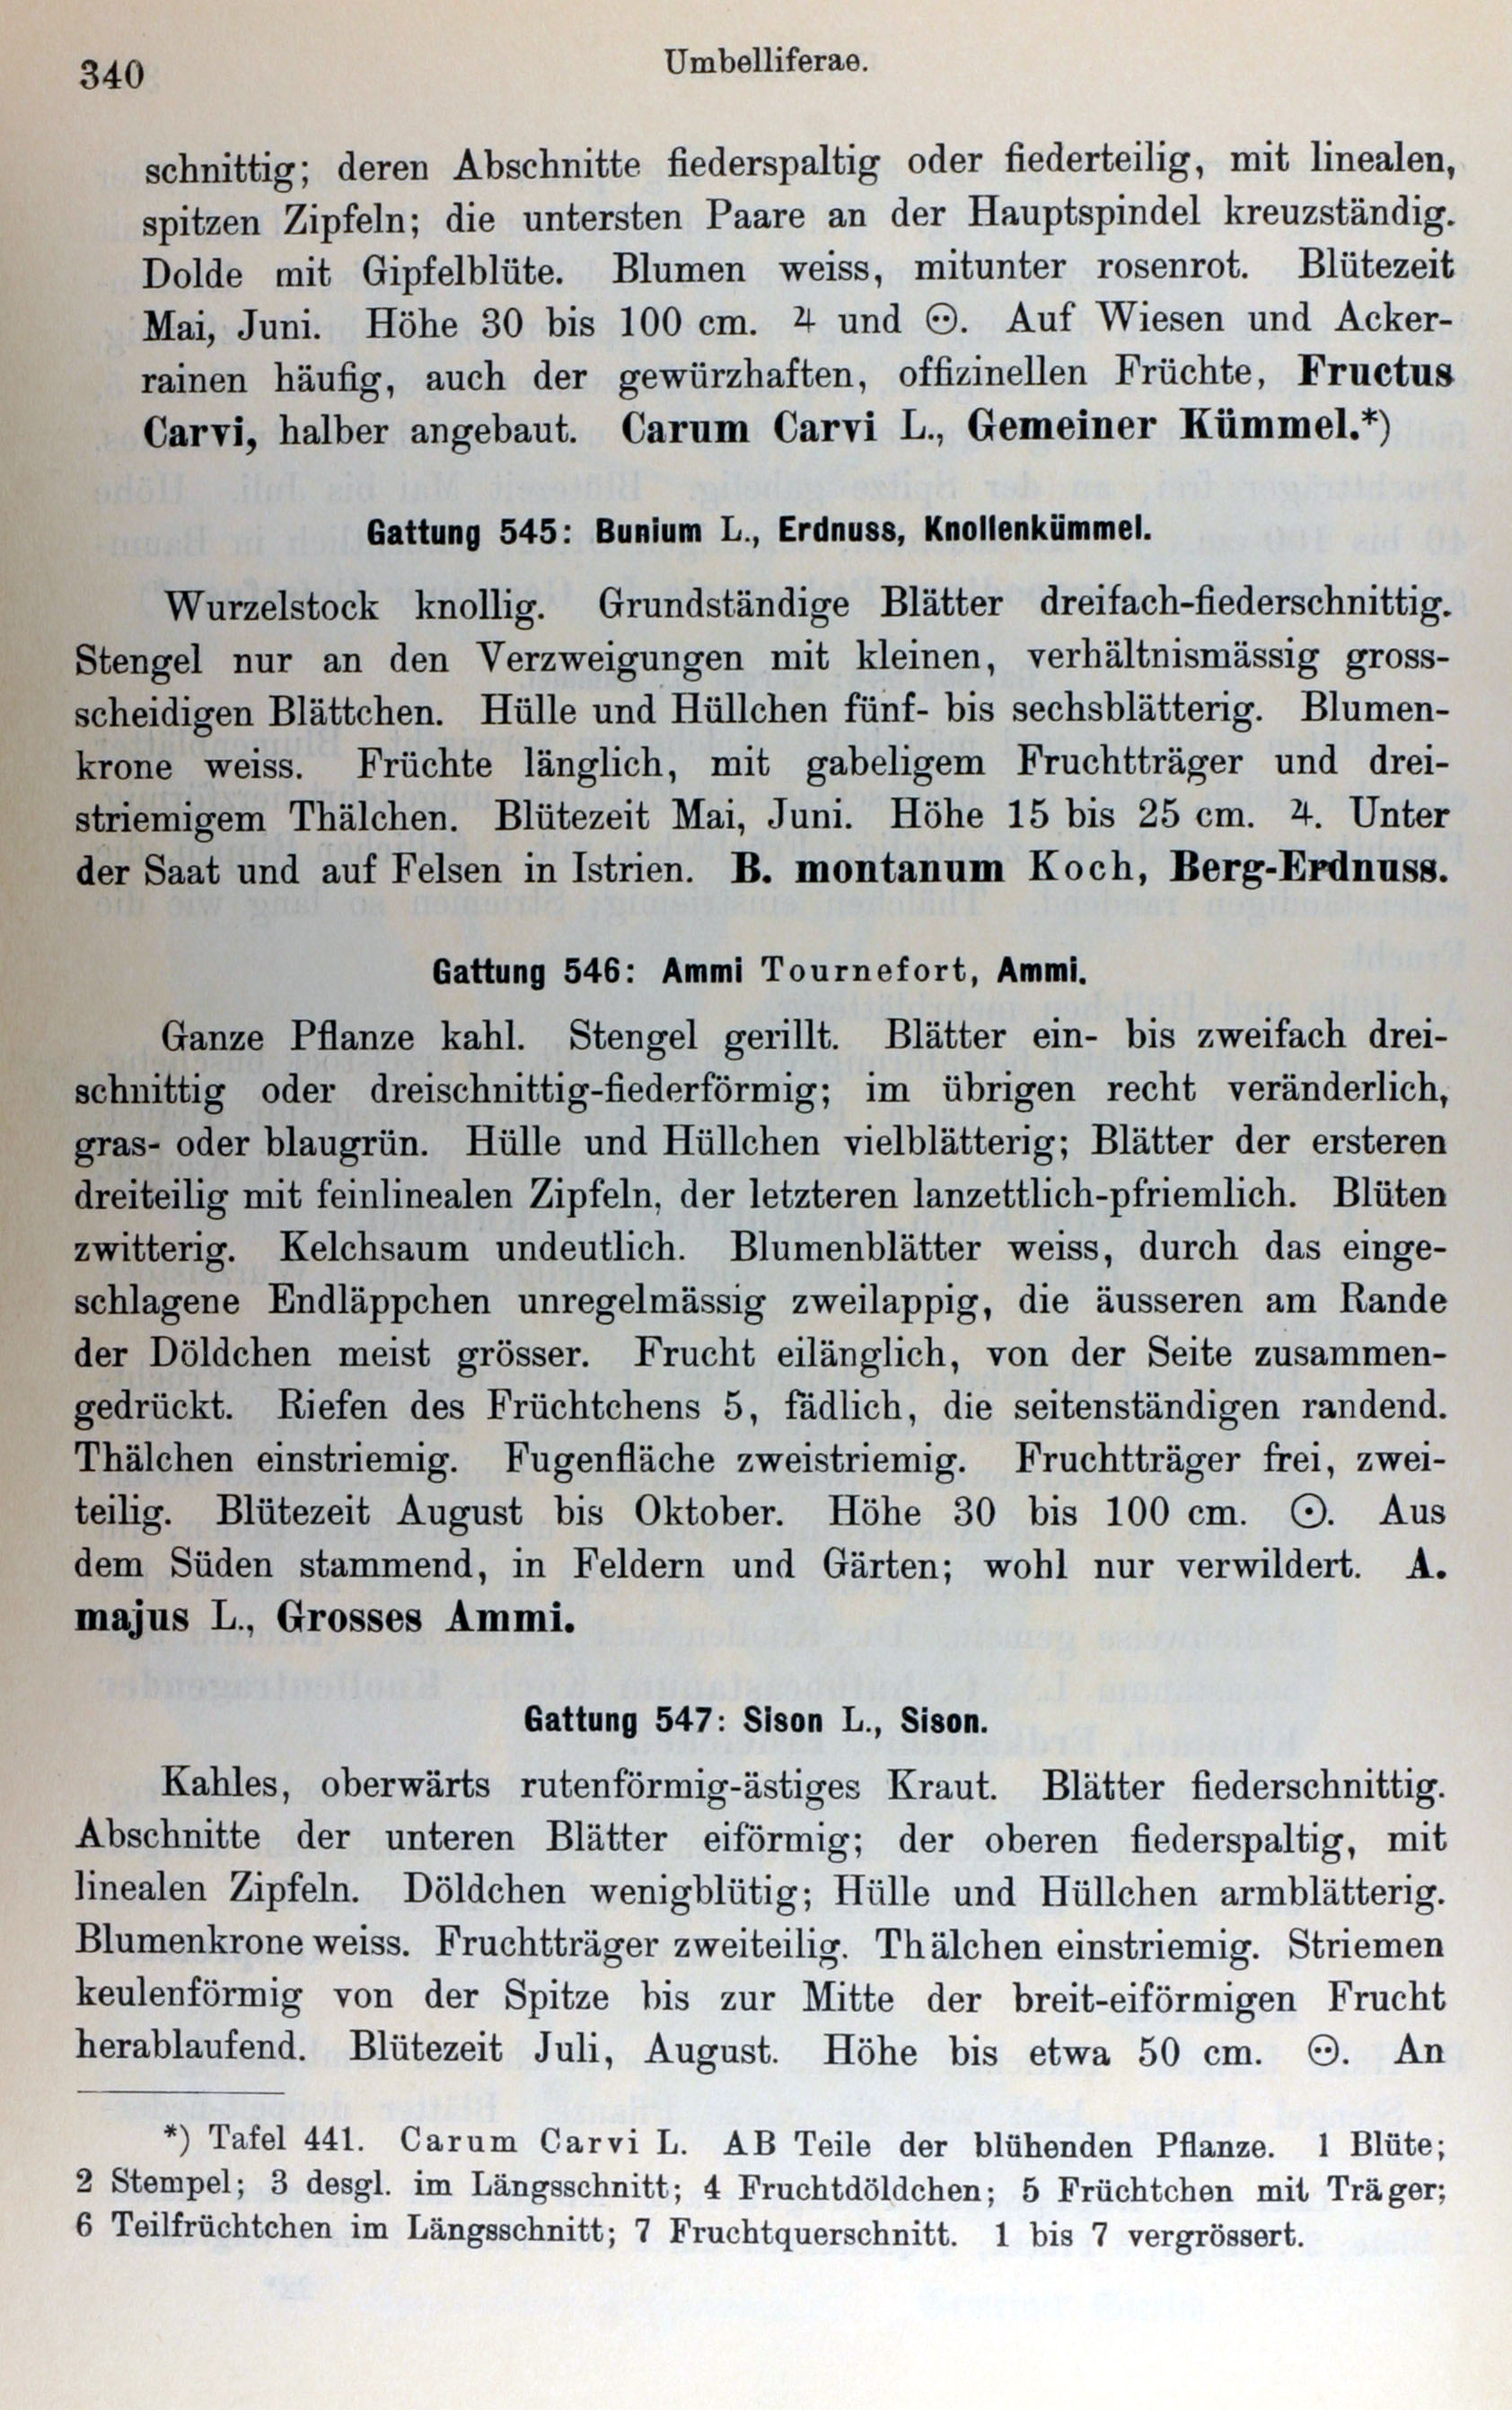 340
Umbelliferae.
schnittig; deren Abschnitte fiederspaltig oder fiederteilig, mit linealen,
spitzen Zipfeln; die untersten Paare an der Hauptspindel kreuzständig.
Dolde mit Gipfelblüte. Blumen weiss, mitunter rosenrot. Blütezeit
Mai, Juni. Höhe 30 bis 100 cm. ♃ und ⊙. Auf Wiesen und Acker-
rainen häufig, auch der gewürzhaften, offizinellen Früchte, Fructus
Carvi, halber angebaut. Carum Carvi L., Gemeiner Kümmel.*)
Gattung 545: Bunium L., Erdnuss, Knollenkümmel.
Wurzelstock knollig. Grundständige Blätter dreifach-fiederschnittig.
Stengel nur an den Verzweigungen mit kleinen, verhältnismässig gross-
scheidigen Blättchen. Hülle und Hüllchen fünf- bis sechsblätterig. Blumen-
krone weiss. Früchte länglich, mit gabeligem Fruchtträger und drei-
striemigem Thälchen. Blütezeit Mai, Juni. Höhe 15 bis 25 cm. ♃. Unter
der Saat und auf Felsen in Istrien. B. montanum Koch, Berg-Erdnuss.
Gattung 546: Ammi Tournefort, Ammi.
Ganze Pflanze kahl. Stengel gerillt. Blätter ein- bis zweifach drei-
schnittig oder dreischnittig-fiederförmig; im übrigen recht veränderlich,
gras- oder blaugrün. Hülle und Hüllchen vielblätterig; Blätter der ersteren
dreiteilig mit feinlinealen Zipfeln, der letzteren lanzettlich-pfriemlich. Blüten
zwitterig. Kelchsaum undeutlich. Blumenblätter weiss, durch das einge-
schlagene Endläppchen unregelmässig zweilappig, die äusseren am Rande
der Döldchen meist grösser. Frucht eilänglich, von der Seite zusammen-
gedrückt. Riefen des Früchtchens 5, fädlich, die seitenständigen randend.
Thälchen einstriemig. Fugenfläche zweistriemig. Fruchtträger frei, zwei-
teilig. Blütezeit August bis Oktober. Höhe 30 bis 100 cm. ⊙. Aus
dem Süden stammend, in Feldern und Gärten; wohl nur verwildert. A.
majus L., Grosses Ammi.
Gattung 547: Sison L., Sison.
Kahles, oberwärts rutenförmig-ästiges Kraut. Blätter fiederschnittig.
Abschnitte der unteren Blätter eiförmig; der oberen fiederspaltig, mit
linealen Zipfeln. Döldchen wenigblütig; Hülle und Hüllchen armblätterig.
Blumenkrone weiss. Fruchtträger zweiteilig. Thälchen einstriemig. Striemen
keulenförmig von der Spitze bis zur Mitte der breit-eiförmigen Frucht
herablaufend. Blütezeit Juli, August. Höhe bis etwa 50 cm. ⊙. An
*) Tafel 441. Carum Carvi L. AB Teile der blühenden Pflanze. 1 Blüte;
2 Stempel; 3 desgl. im Längsschnitt; 4 Fruchtdöldchen; 5 Früchtchen mit Träger;
6 Teilfrüchtchen im Längsschnitt; 7 Fruchtquerschnitt. 1 bis 7 vergrössert.